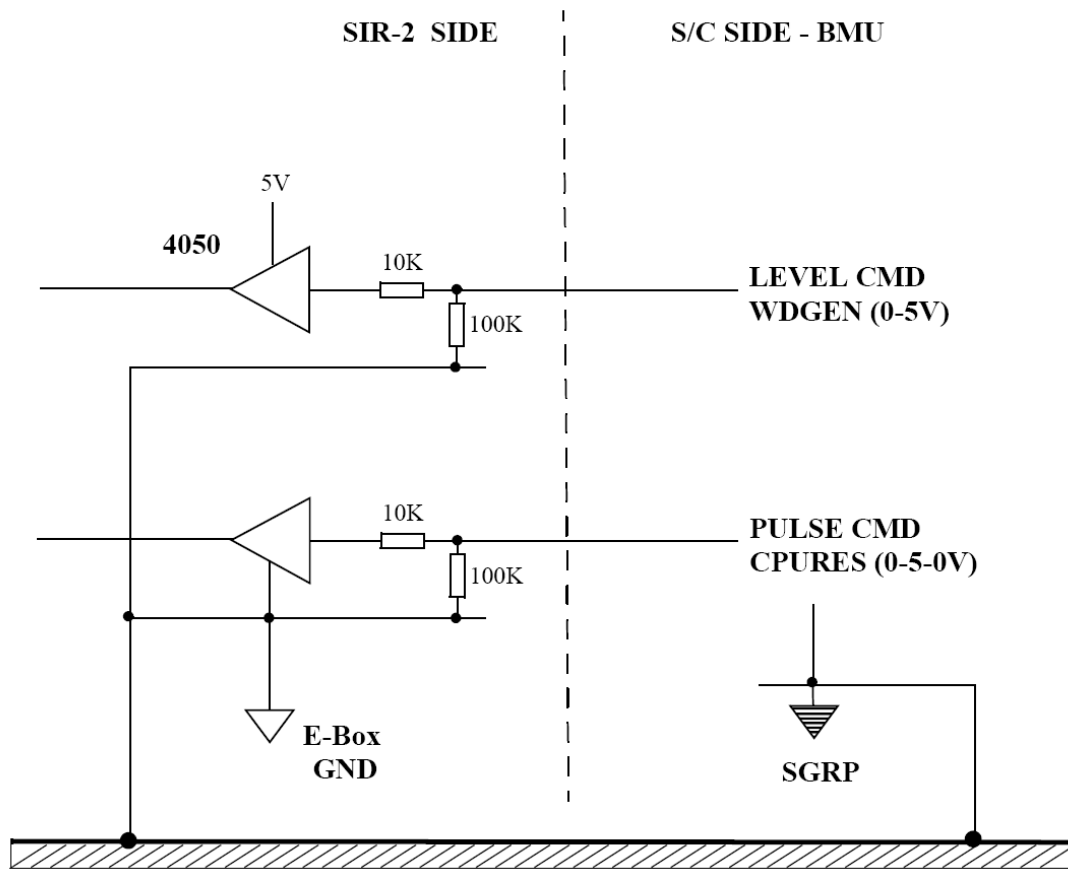 SIR-2 SIDE
S/C SIDE - BMU
5V
4050
10K
100K
LEVEL CMD
WDGEN (0-5V)
10K
100K
PULSE CMD
CPURES (0-5-0V)
E-Box
GND
SGRP